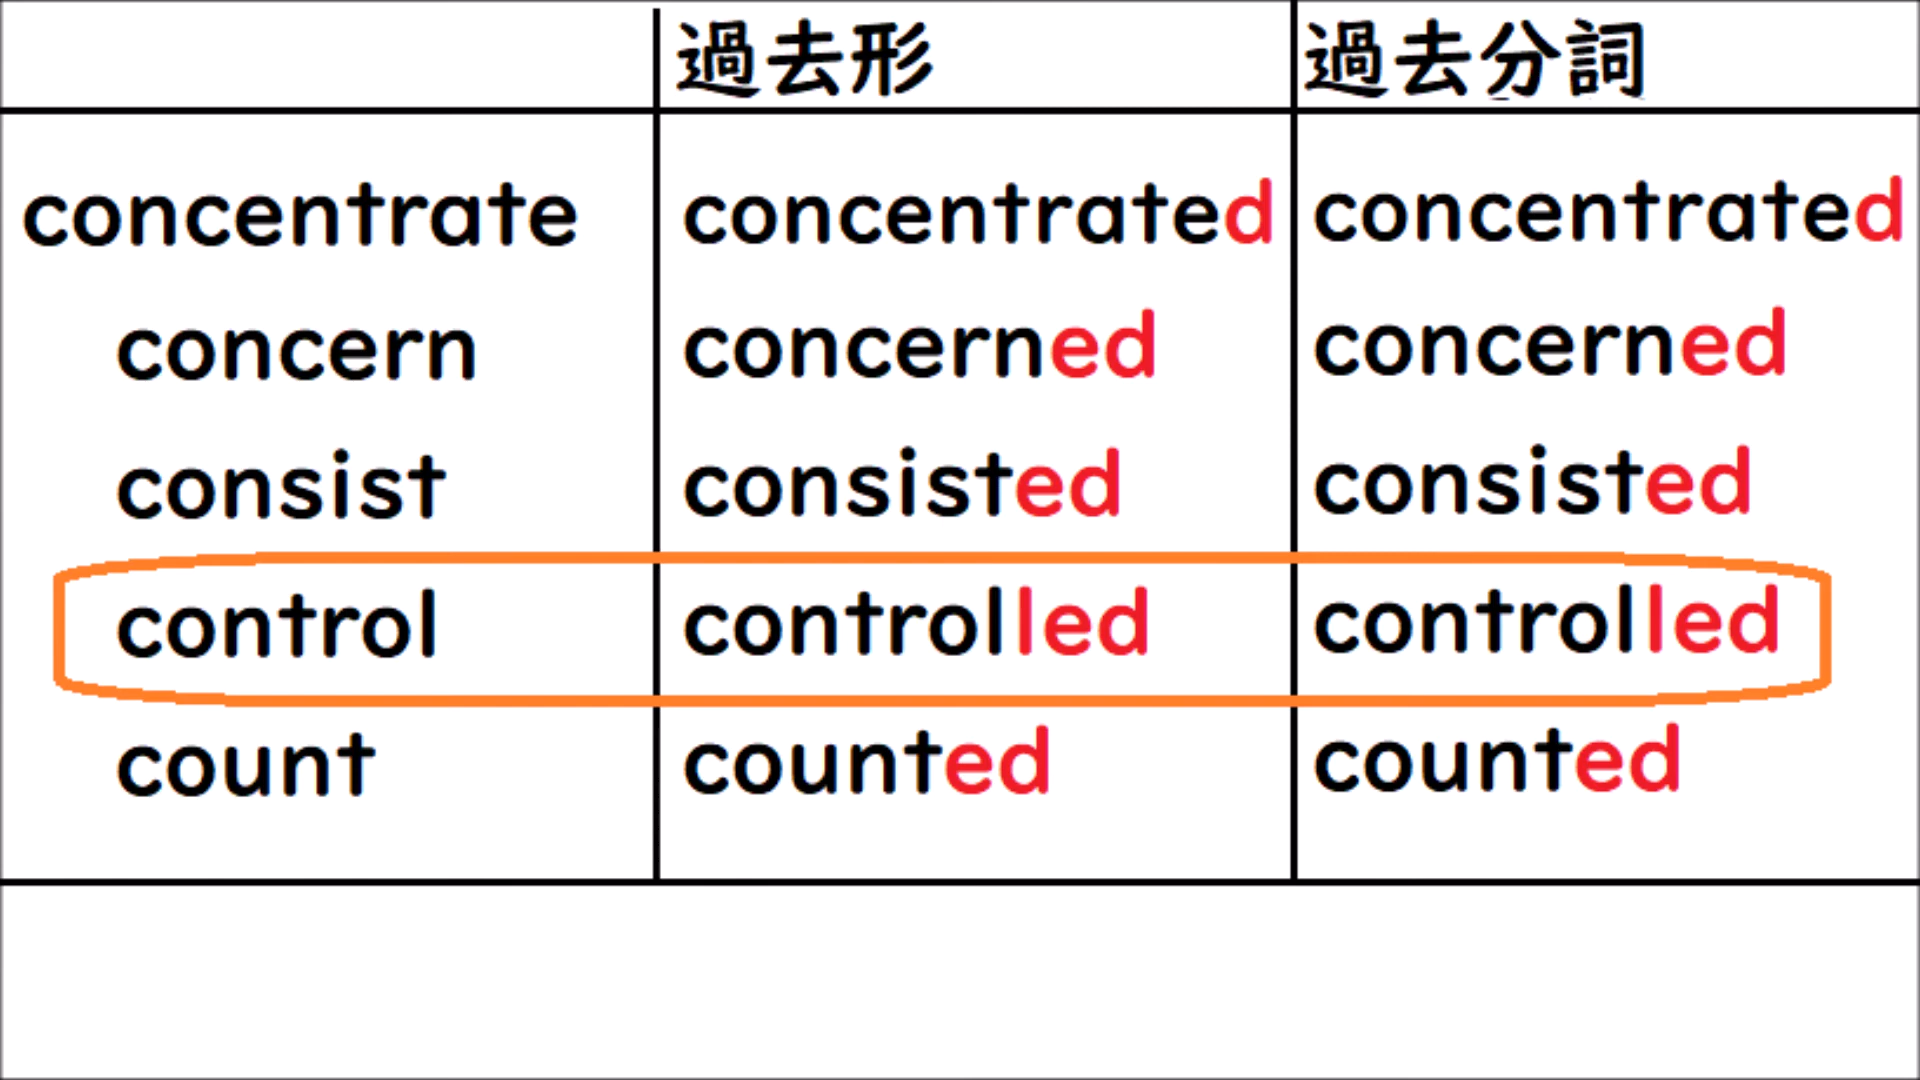 過去形 過去分詞
concentrate concentrated concentrated
concern concerned concerned
consist consisted consisted
control controlled controlled
count counted counted